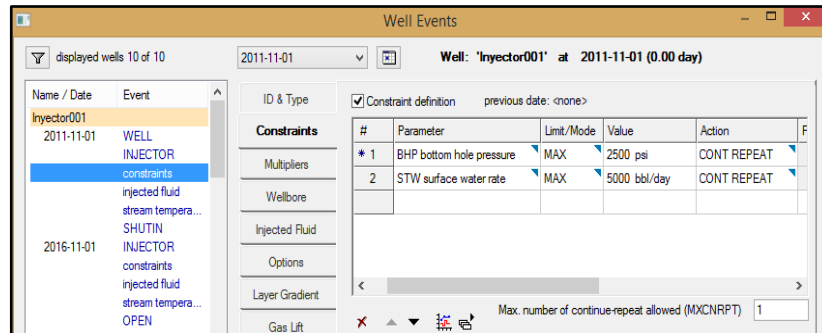 Well Events
displayed wells 10 of 10
2011-11-01
Well: 'Inyector001' at 2011-11-01 (0.00 day)
Name / Date Event
Inyector001
2011-11-01 WELL
INJECTOR
constraints
injected fluid
stream tempera...
SHUTIN
2016-11-01 INJECTOR
constraints
injected fluid
stream tempera...
OPEN
ID & Type
Constraints
Multipliers
Wellbore
Injected Fluid
Options
Layer Gradient
Gas Lift
Constraint definition previous date: <none>
# Parameter Limit/Mode Value Action F
* 1 BHP bottom hole pressure MAX 2500 psi CONT REPEAT
2 STW surface water rate MAX 5000 bbl/day CONT REPEAT
Max. number of continue-repeat allowed (MXCNRPT) 1